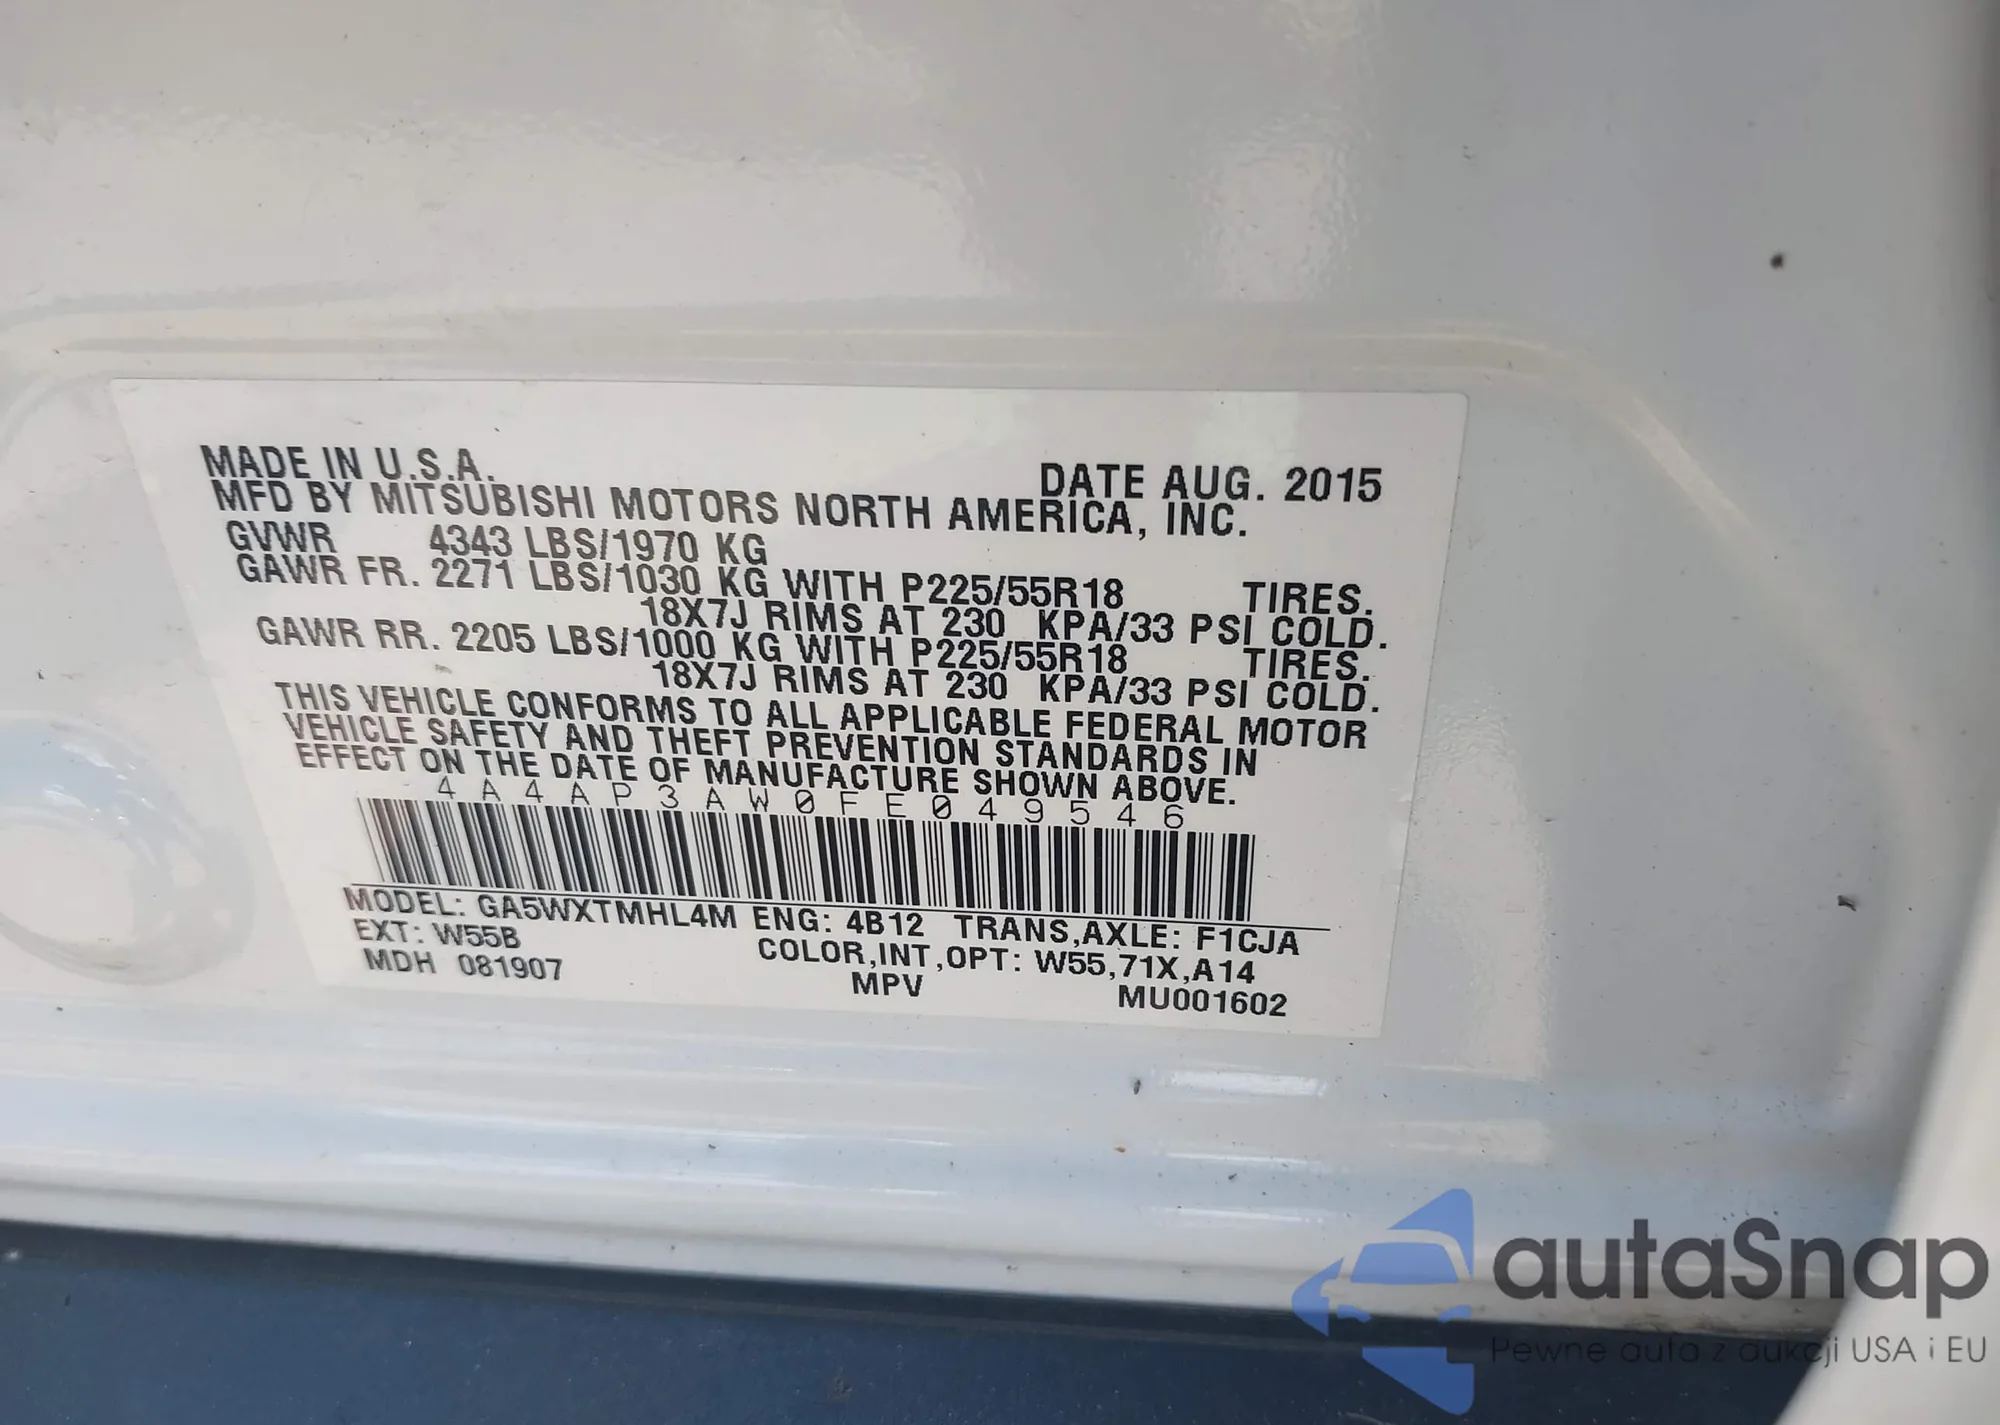 MADE IN U.S.A. DATE AUG. 2015
MFD BY MITSUBISHI MOTORS NORTH AMERICA, INC.
GVWR 4343 LBS/1970 KG
GAWR FR. 2271 LBS/1030 KG WITH P225/55R18 TIRES.
18X7J RIMS AT 230 KPA/33 PSI COLD.
GAWR RR. 2205 LBS/1000 KG WITH P225/55R18 TIRES.
18X7J RIMS AT 230 KPA/33 PSI COLD.
THIS VEHICLE CONFORMS TO ALL APPLICABLE FEDERAL MOTOR
VEHICLE SAFETY AND THEFT PREVENTION STANDARDS IN
EFFECT ON THE DATE OF MANUFACTURE SHOWN ABOVE.
4A4AP3AW0FE049546
MODEL: GA5WXTMHL4M ENG: 4B12 TRANS,AXLE: F1CJA
EXT: W55B COLOR,INT,OPT: W55,71X,A14
MDH 081907 MPV MU001602
autaSnap
Pewne auta z aukcji USA i EU